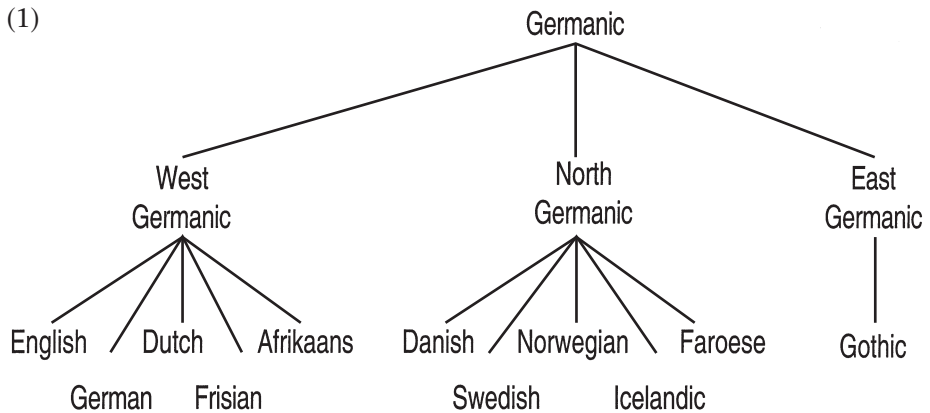 (1)
Germanic
West
Germanic
North
Germanic
East
Germanic
English
Dutch
Afrikaans
German
Frisian
Danish
Norwegian
Faroese
Swedish
Icelandic
Gothic